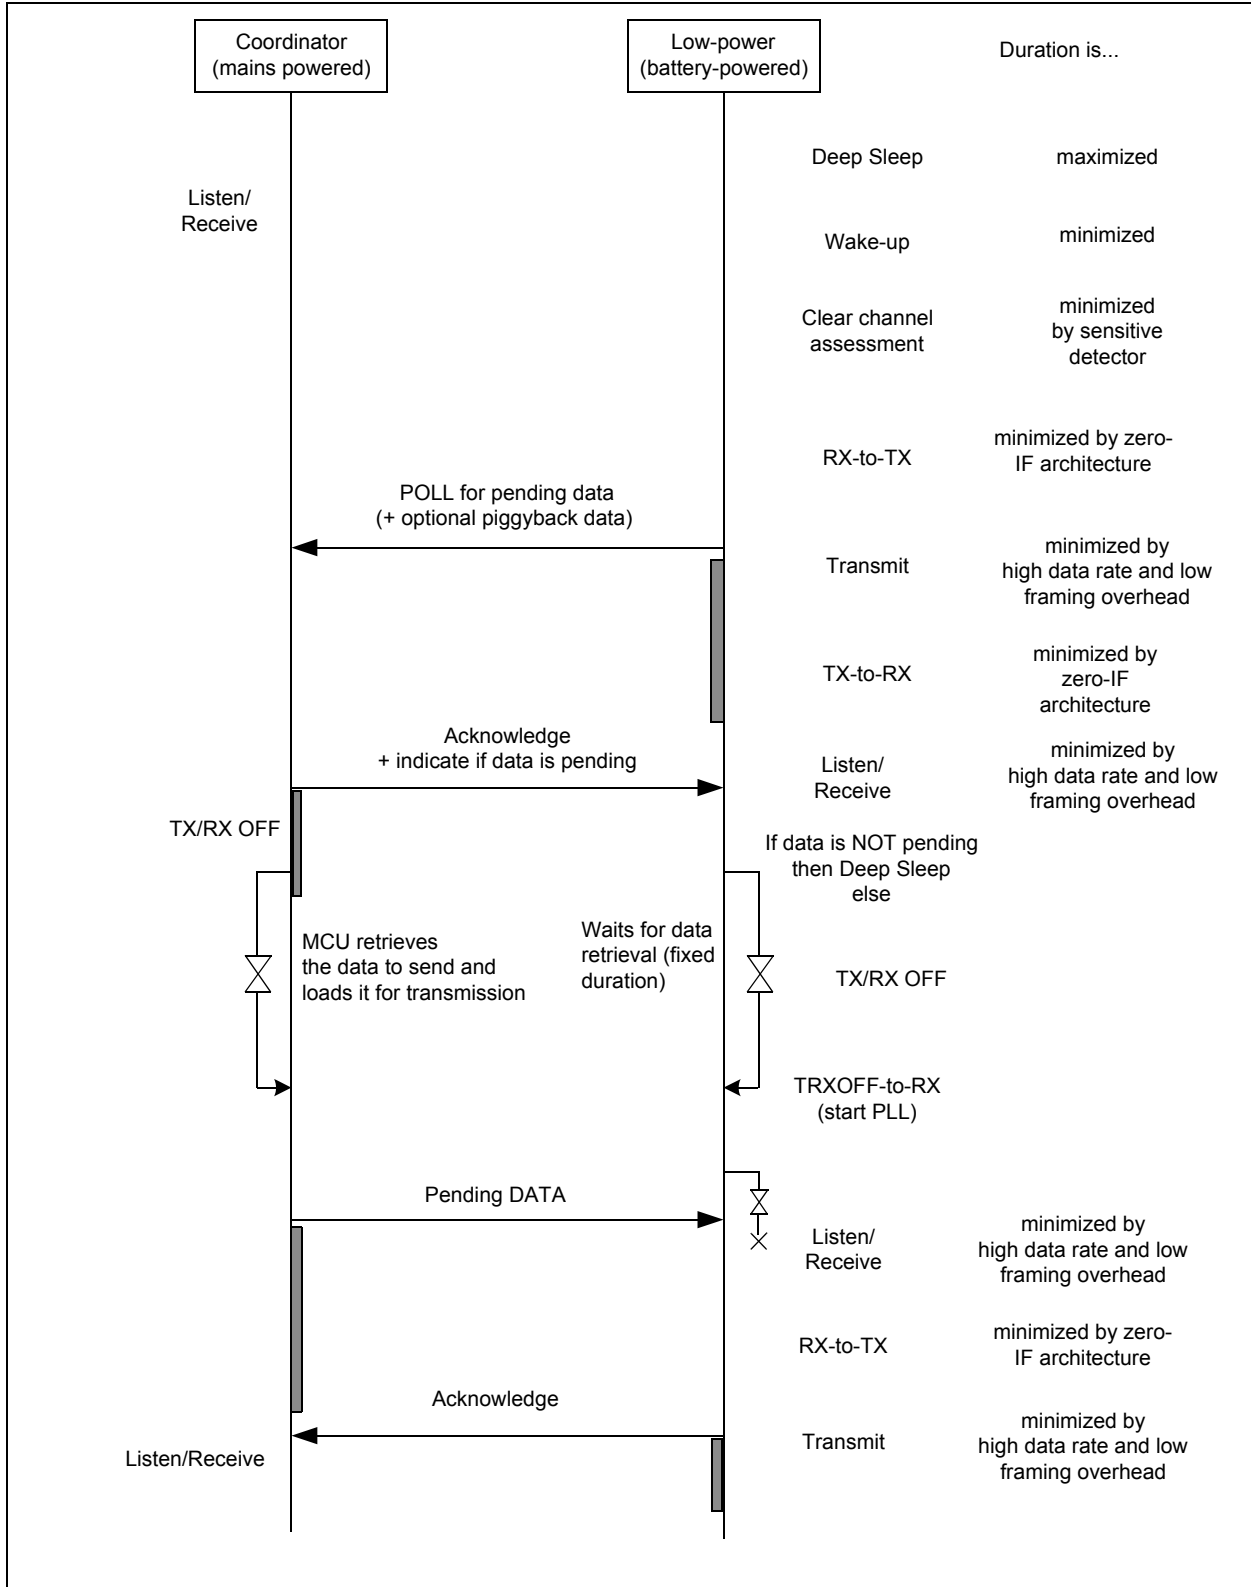 Coordinator
(mains powered)
Low-power
(battery-powered)
Duration is...
Deep Sleep
maximized
Listen/
Receive
Wake-up
minimized
Clear channel
assessment
minimized
by sensitive
detector
RX-to-TX
minimized by zero-
IF architecture
POLL for pending data
(+ optional piggyback data)
Transmit
minimized by
high data rate and low
framing overhead
TX-to-RX
minimized by
zero-IF
architecture
Acknowledge
+ indicate if data is pending
Listen/
Receive
minimized by
high data rate and low
framing overhead
TX/RX OFF
If data is NOT pending
then Deep Sleep
else
MCU retrieves
the data to send and
loads it for transmission
Waits for data
retrieval (fixed
duration)
TX/RX OFF
TRXOFF-to-RX
(start PLL)
Pending DATA
Listen/
Receive
minimized by
high data rate and low
framing overhead
RX-to-TX
minimized by zero-
IF architecture
Acknowledge
Listen/Receive
Transmit
minimized by
high data rate and low
framing overhead